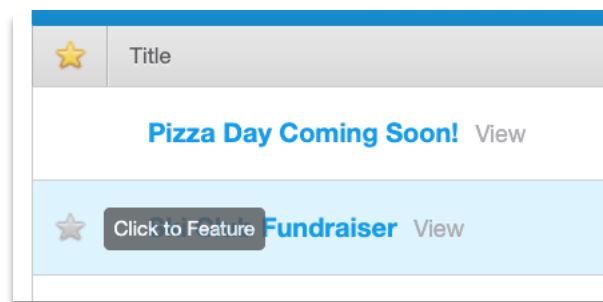 Title
Pizza Day Coming Soon! View
Click to Feature Fundraiser View